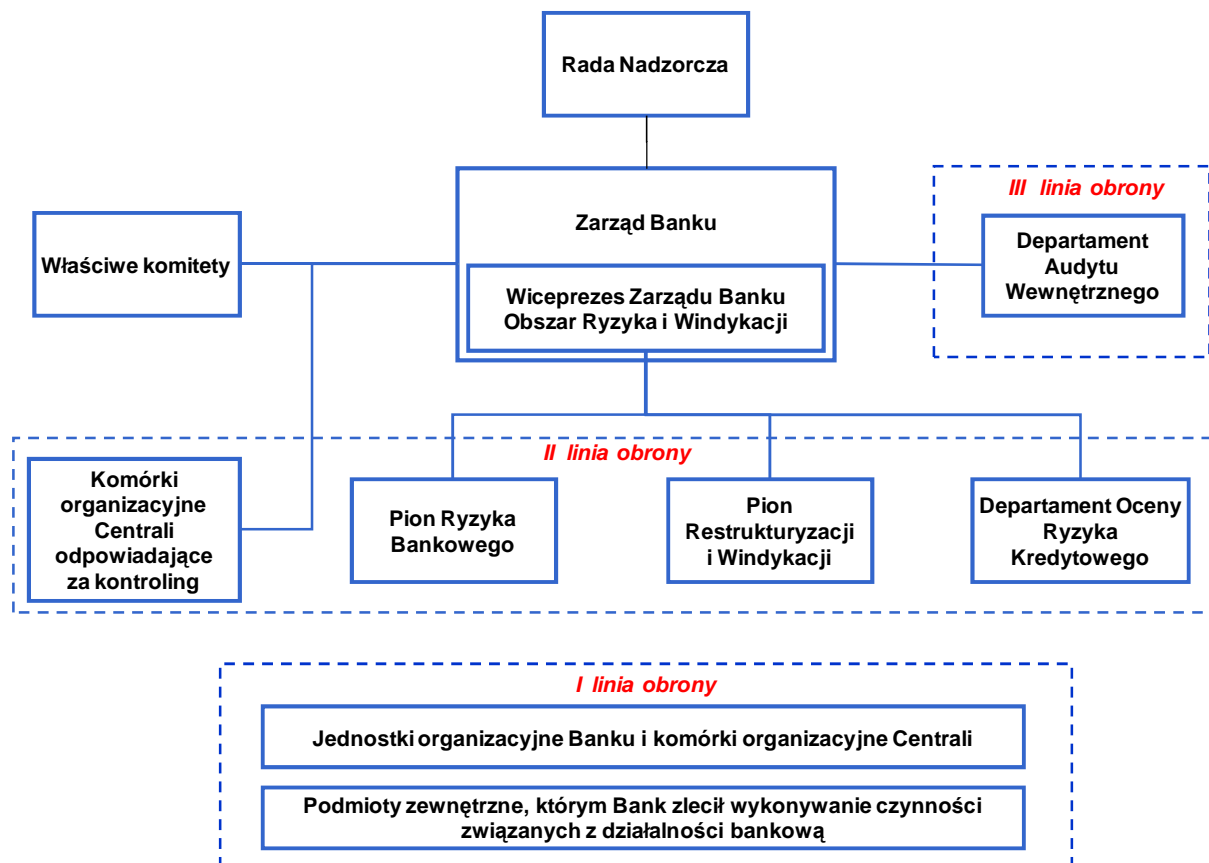 Rada Nadzorcza
III linia obrony
Zarząd Banku
Właściwe komitety
Departament
Audytu
Wewnętrznego
Wiceprezes Zarządu Banku
Obszar Ryzyka i Windykacji
II linia obrony
Komórki
organizacyjne
Centrali
odpowiadające
za kontroling
Pion Ryzyka
Bankowego
Pion
Restrukturyzacji
i Windykacji
Departament Oceny
Ryzyka
Kredytowego
I linia obrony
Jednostki organizacyjne Banku i komórki organizacyjne Centrali
Podmioty zewnętrzne, którym Bank zlecił wykonywanie czynności
związanych z działalności bankową